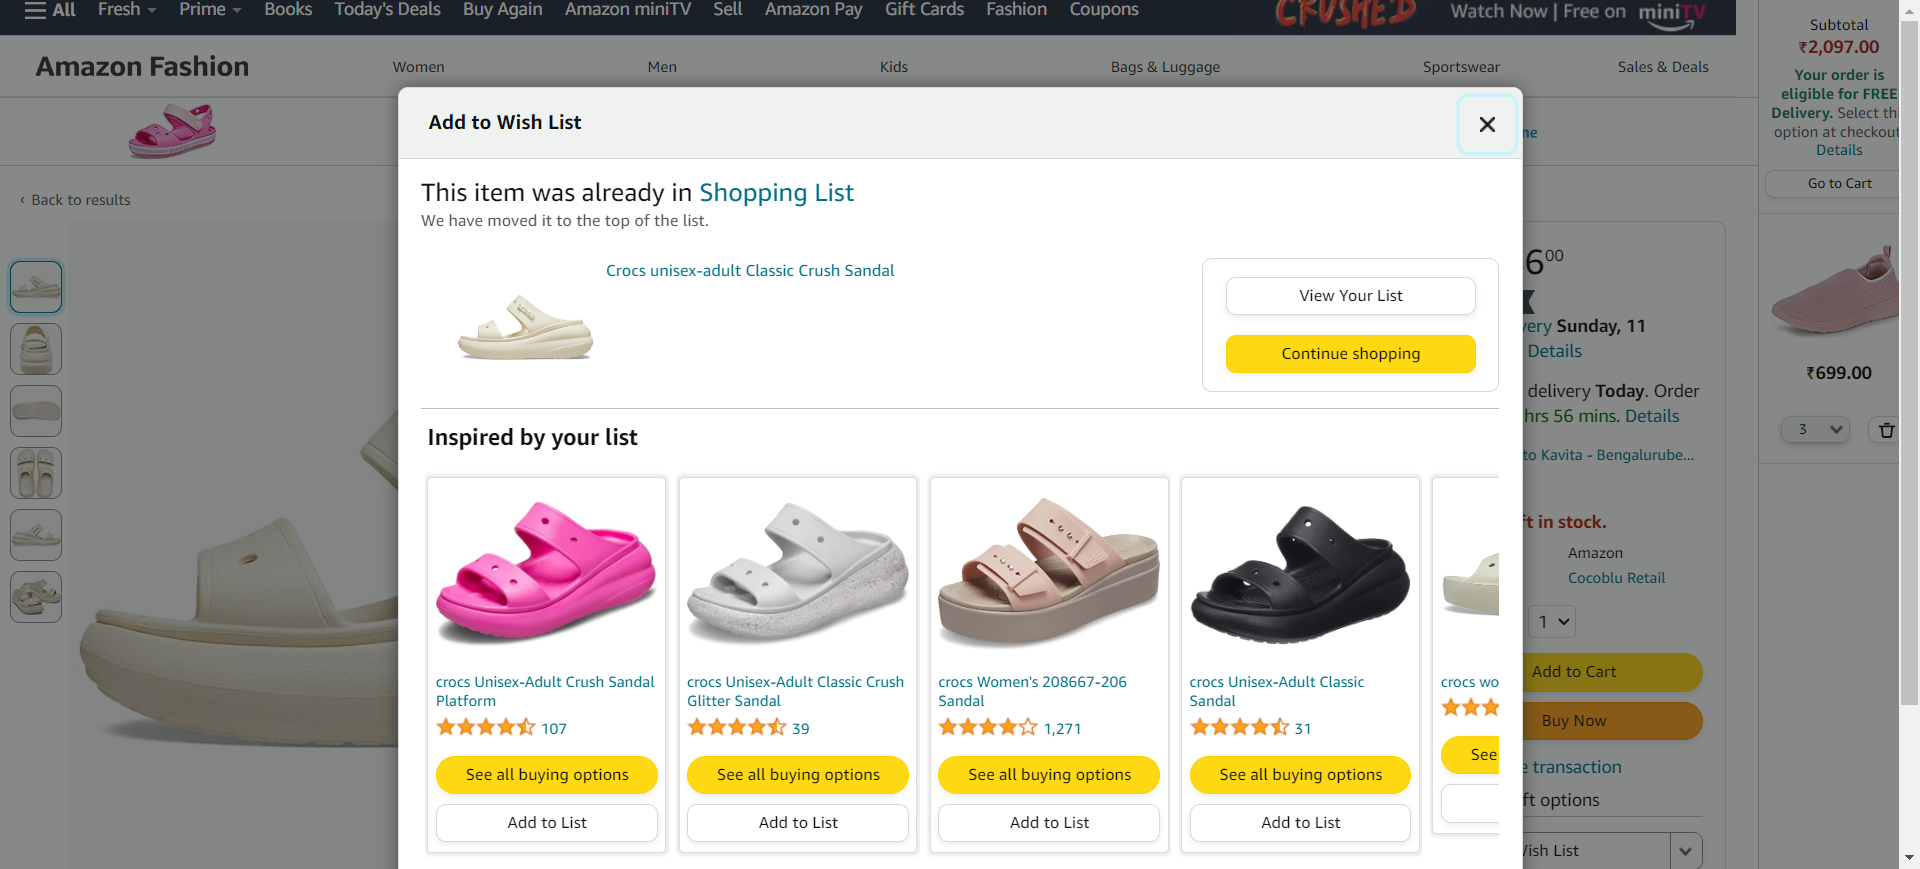 All
Fresh
Prime
Books
Today's Deals
Buy Again
Amazon miniTV
Sell
Amazon Pay
Gift Cards
Fashion
Coupons
CRUSHED
Watch Now | Free on miniTV
Amazon Fashion
Women
Men
Kids
Bags & Luggage
Sportswear
Sales & Deals
‹ Back to results
Add to Wish List
This item was already in Shopping List
We have moved it to the top of the list.
Crocs unisex-adult Classic Crush Sandal
View Your List
Continue shopping
Inspired by your list
crocs Unisex-Adult Crush Sandal
Platform
107
See all buying options
Add to List
crocs Unisex-Adult Classic Crush
Glitter Sandal
39
See all buying options
Add to List
crocs Women's 208667-206
Sandal
1,271
See all buying options
Add to List
crocs Unisex-Adult Classic
Sandal
31
See all buying options
Add to List
crocs wo
See
6 00
very Sunday, 11
Details
delivery Today. Order
hrs 56 mins. Details
to Kavita - Bengalurube...
ft in stock.
Amazon
Cocoblu Retail
1
Add to Cart
Buy Now
e transaction
ft options
Wish List
Subtotal
₹2,097.00
Your order is
eligible for FREE
Delivery. Select thi
option at checkout
Details
Go to Cart
₹699.00
3